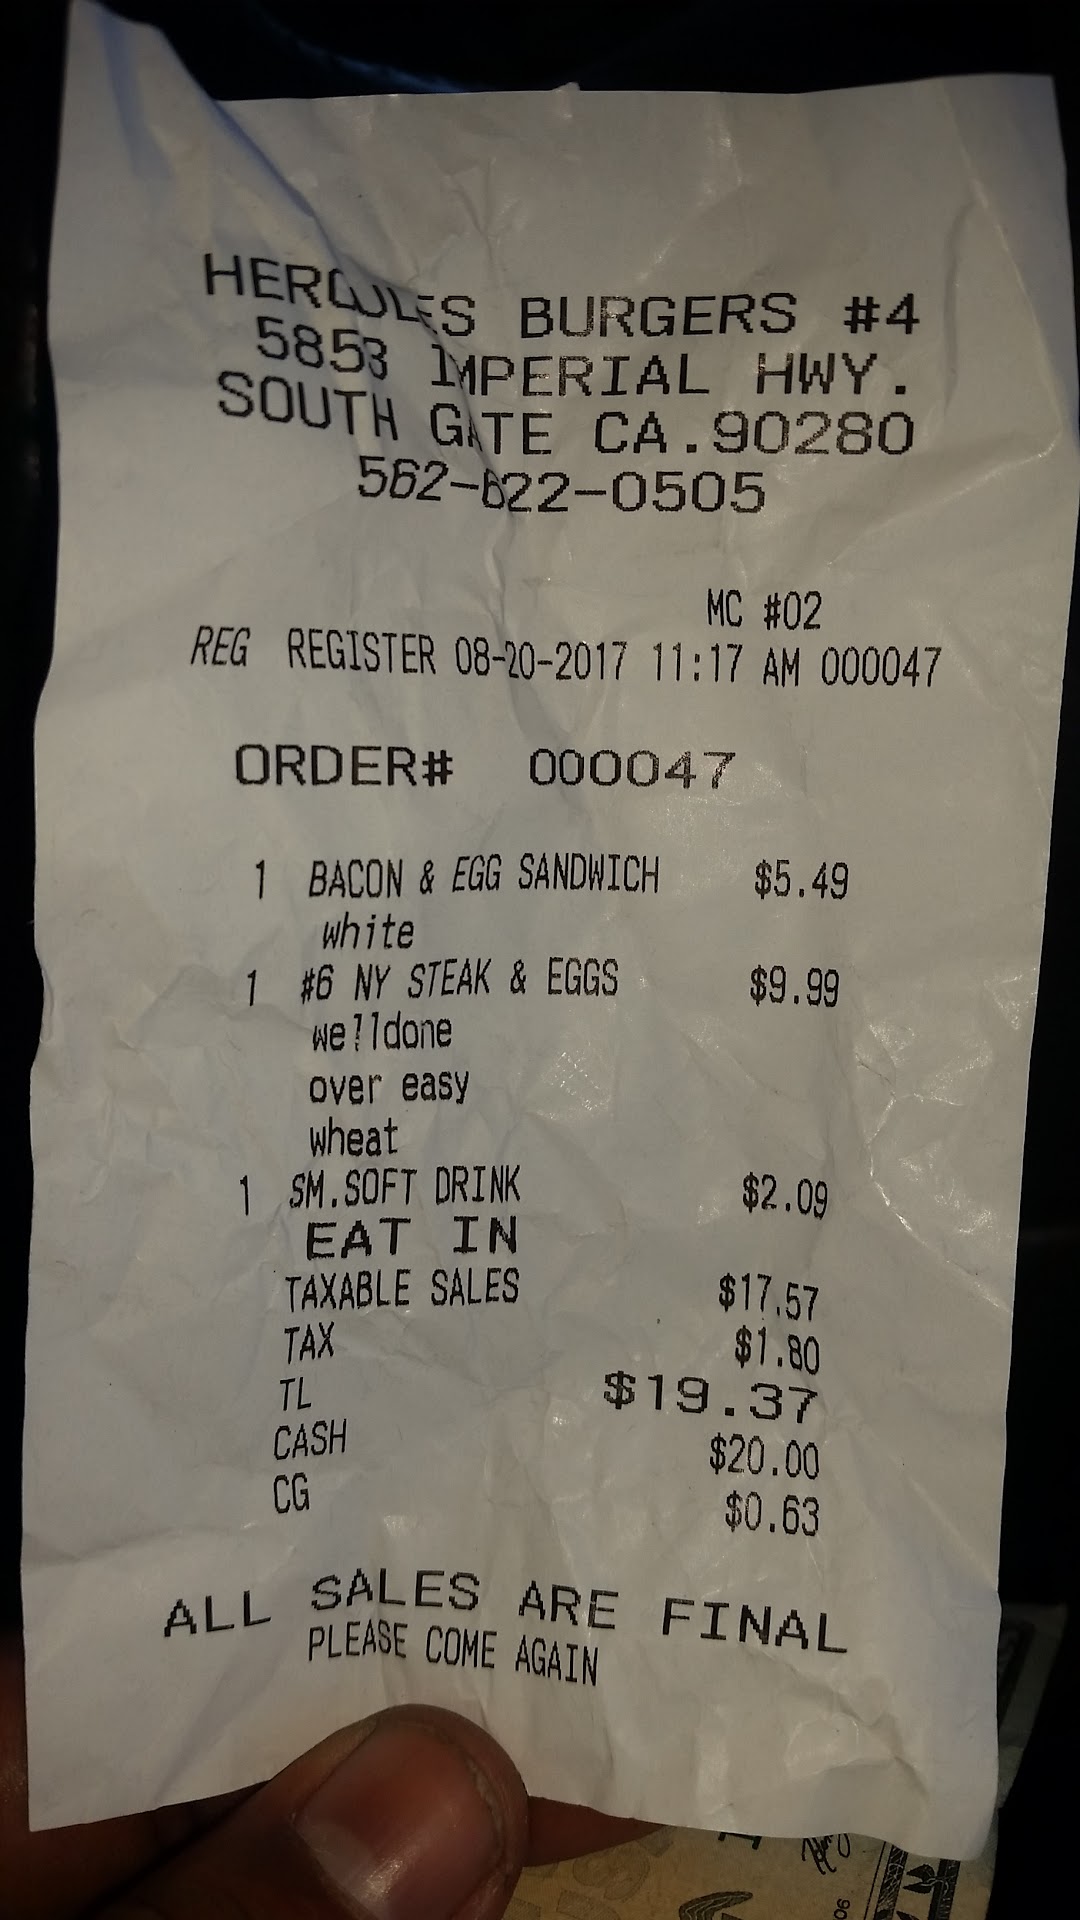 HERCULES BURGERS #4
5853 IMPERIAL HWY.
SOUTH GATE CA.90280
562-622-0505
MC #02
REG REGISTER 08-20-2017 11:17 AM 000047
ORDER# 000047
1 BACON & EGG SANDWICH $5.49
white
1 #6 NY STEAK & EGGS $9.99
welldone
over easy
wheat
1 SM.SOFT DRINK $2.09
EAT IN
TAXABLE SALES $17.57
TAX $1.80
TL $19.37
CASH $20.00
CG $0.63
ALL SALES ARE FINAL
PLEASE COME AGAIN